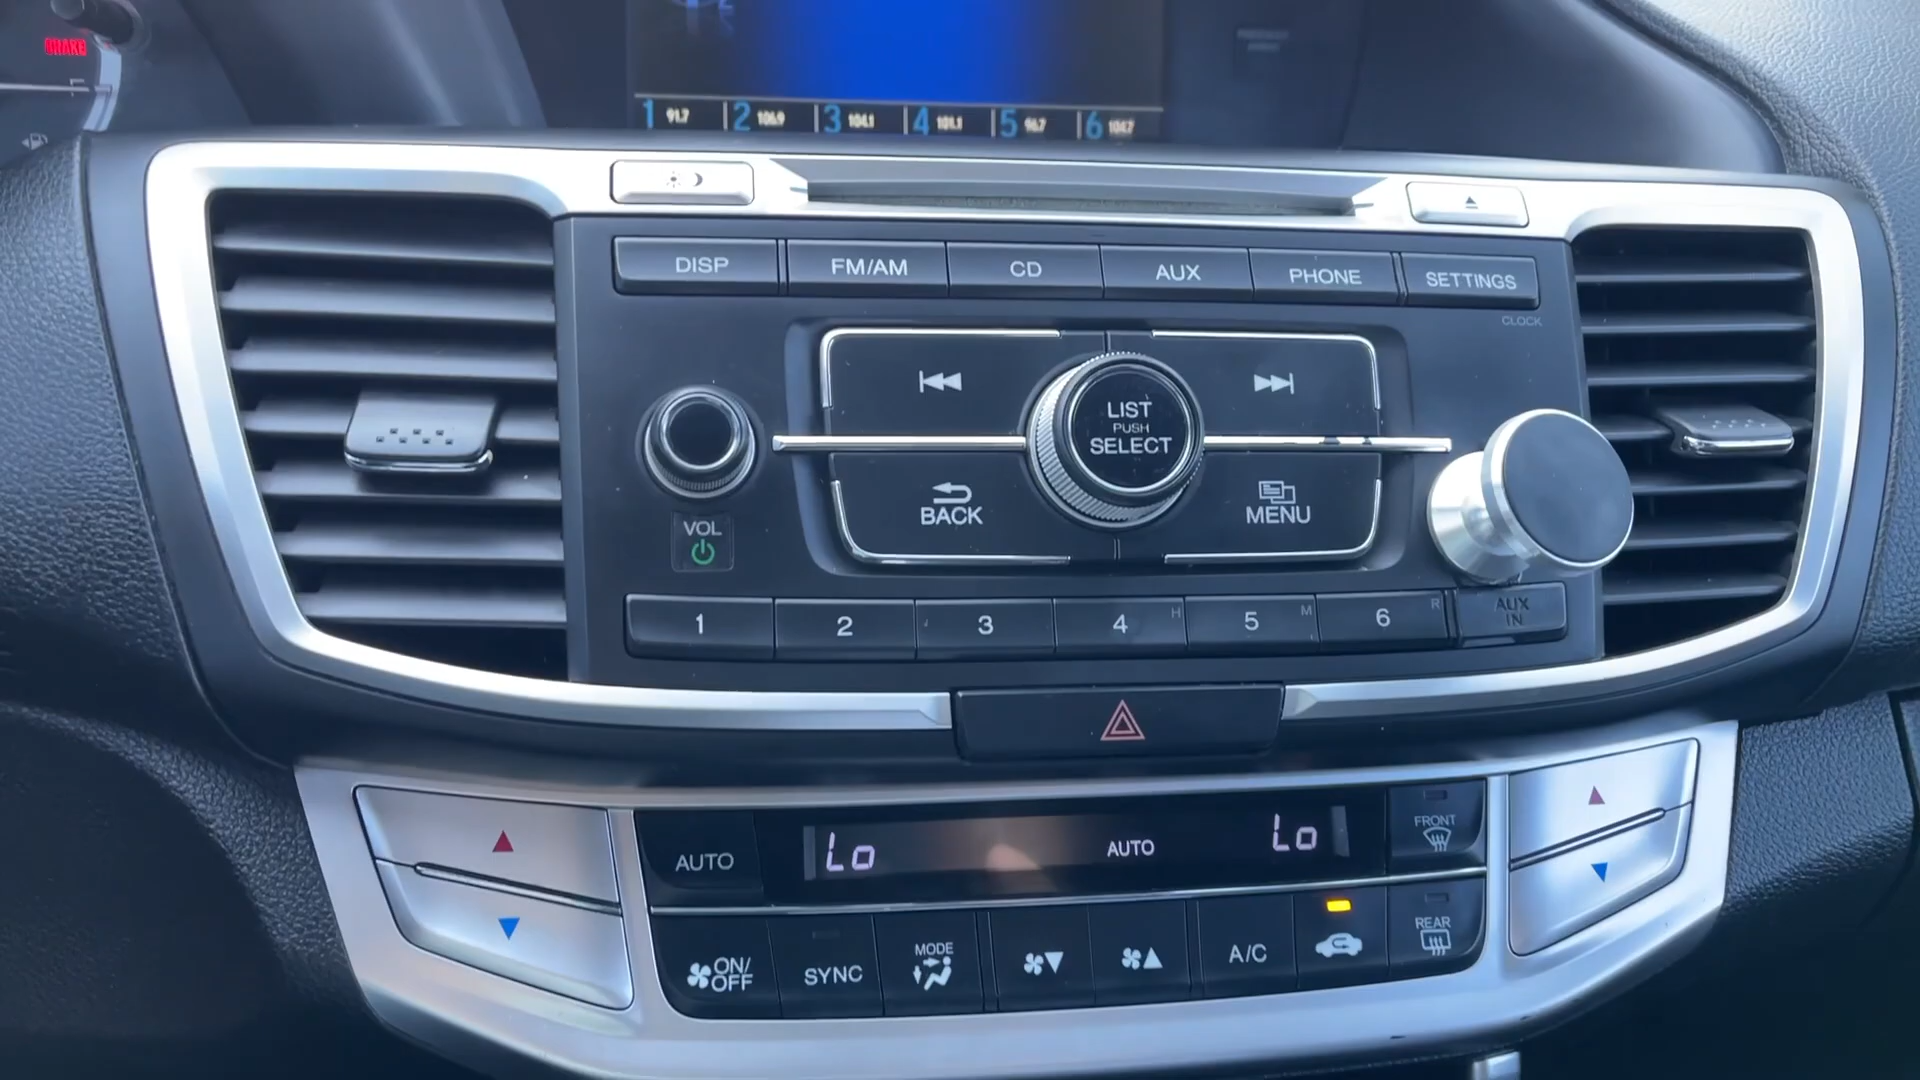 BRAKE
1 91.7 2 106.9 3 104.1 4 101.1 5 96.7 6 104.7
DISP FM/AM CD AUX PHONE SETTINGS
CLOCK
LIST
PUSH
SELECT
BACK MENU
VOL
1 2 3 4 H 5 M 6 R AUX
IN
Lo AUTO Lo
AUTO
FRONT
ON/
OFF
SYNC
MODE
A/C
REAR